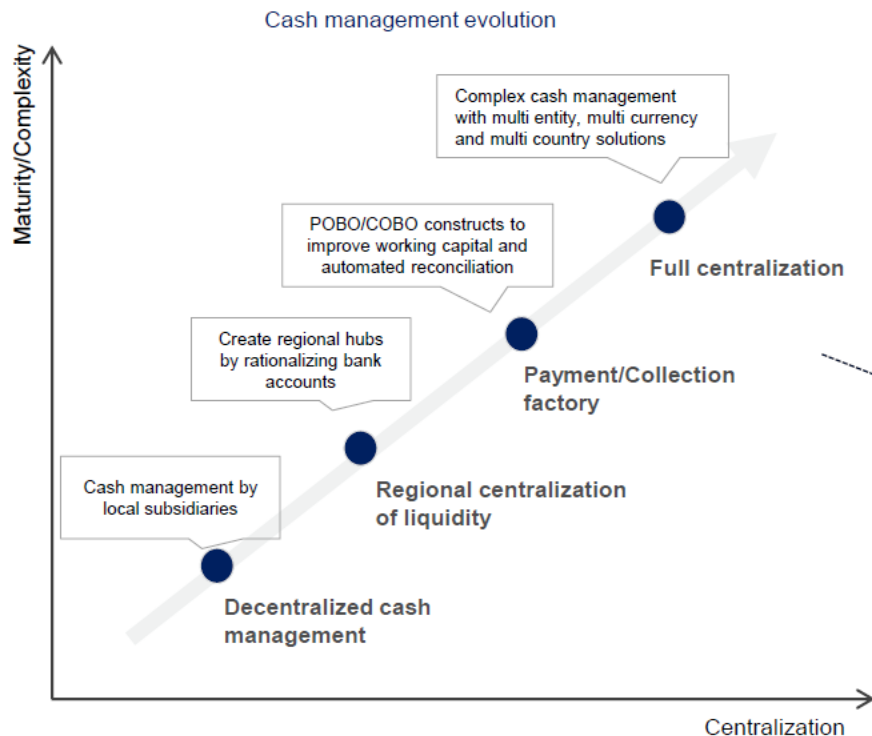 Cash management evolution
Maturity/Complexity
Complex cash management
with multi entity, multi currency
and multi country solutions
POBO/COBO constructs to
improve working capital and
automated reconciliation
Full centralization
Create regional hubs
by rationalizing bank
accounts
Payment/Collection
factory
Cash management by
local subsidiaries
Regional centralization
of liquidity
Decentralized cash
management
Centralization